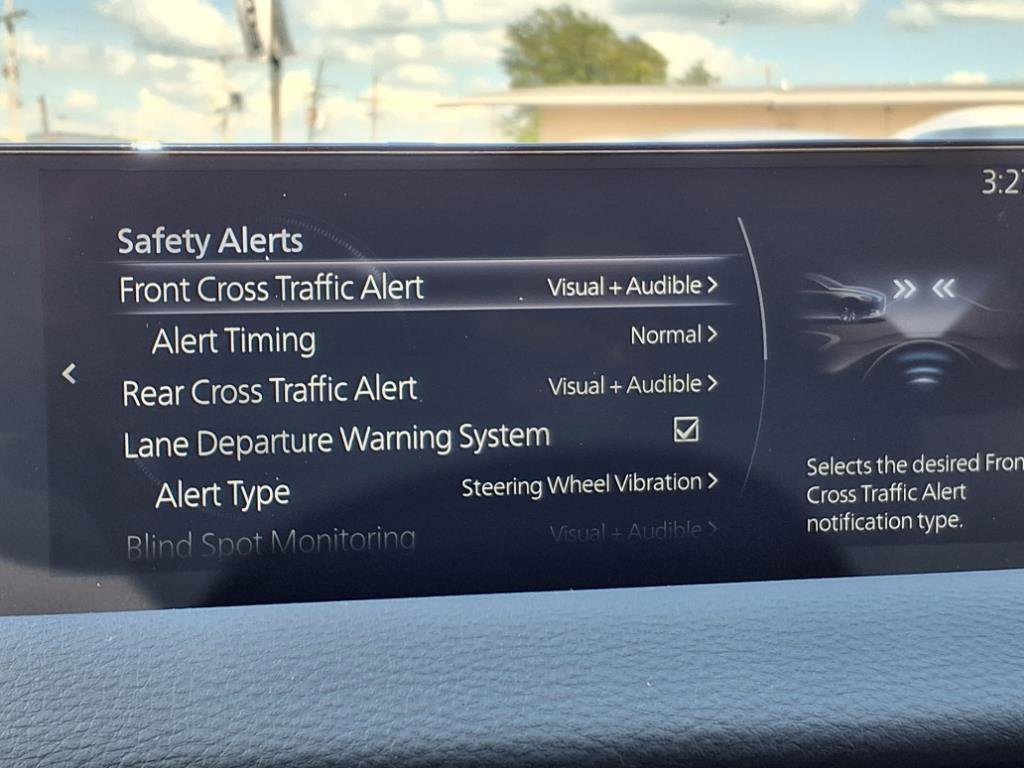 3:27
Safety Alerts
Front Cross Traffic Alert Visual + Audible >
Alert Timing Normal >
<
Rear Cross Traffic Alert Visual + Audible >
Lane Departure Warning System
Alert Type Steering Wheel Vibration >
Blind Spot Monitoring Visual + Audible >
Selects the desired Fron
Cross Traffic Alert
notification type.